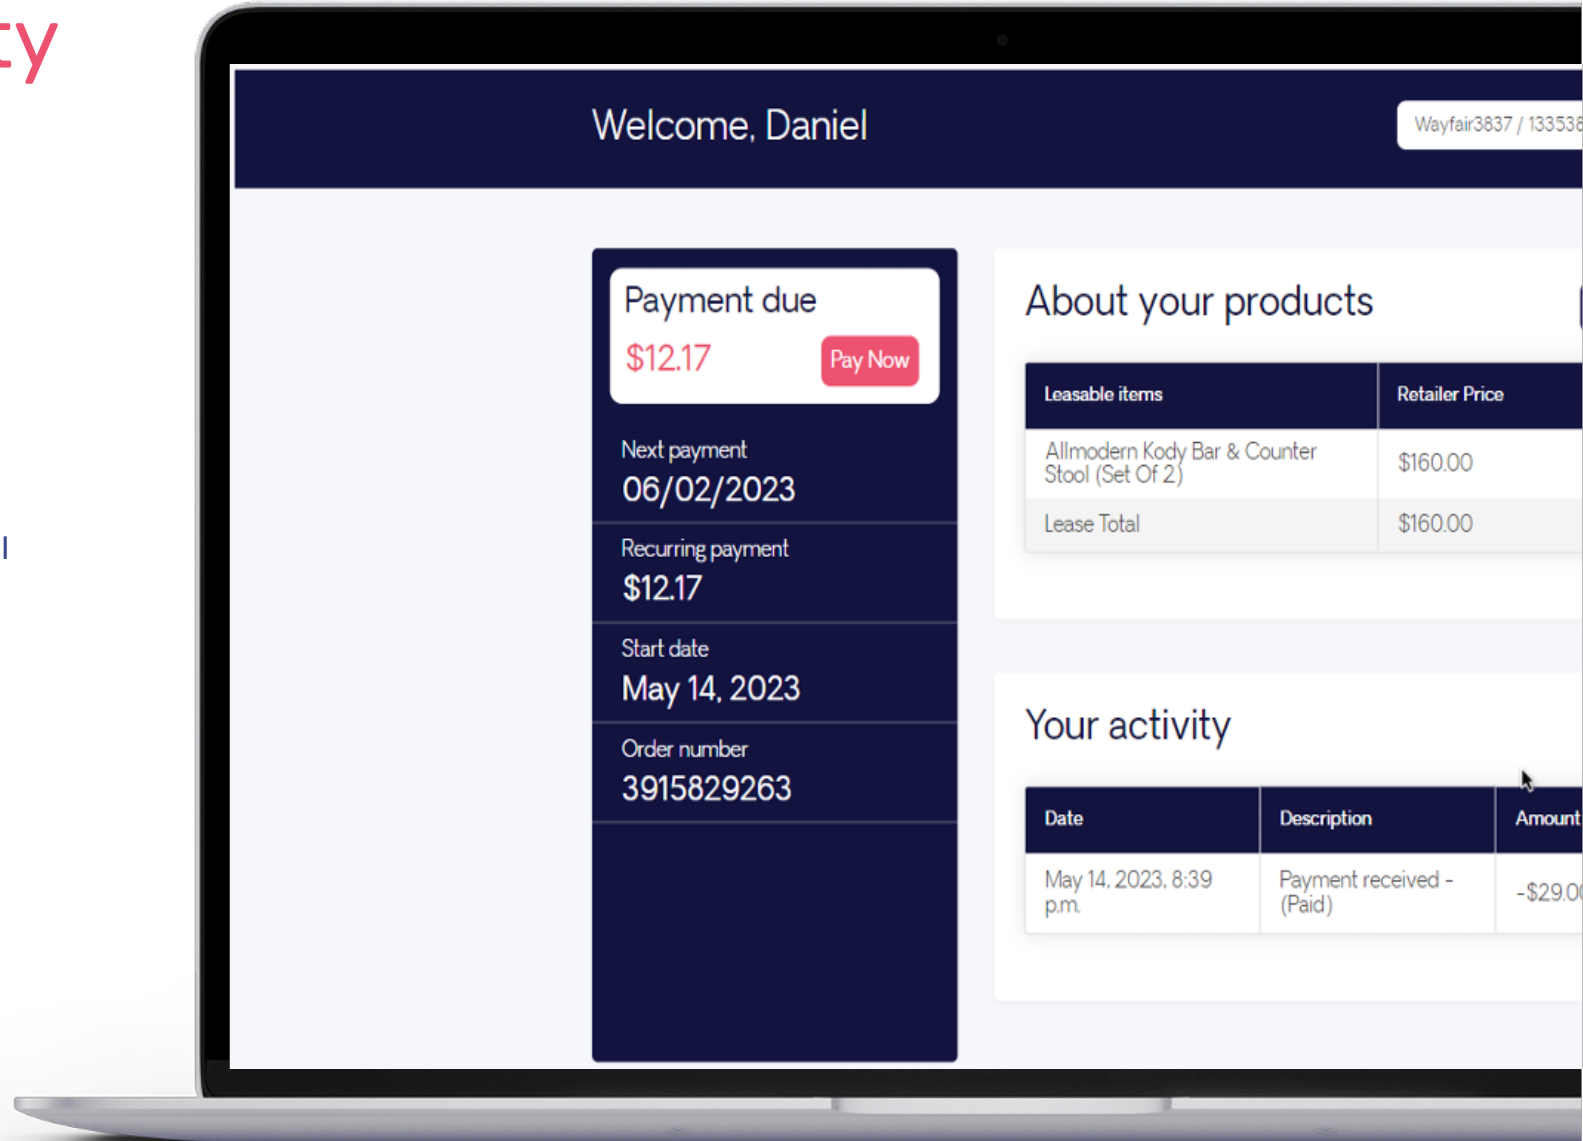 ty
l
Welcome, Daniel
Wayfair3837 / 133538
Payment due
$12.17
Pay Now
Next payment
06/02/2023
Recurring payment
$12.17
Start date
May 14, 2023
Order number
3915829263
About your products
Leasable items
Retailer Price
Allmodern Kody Bar & Counter
Stool (Set Of 2)
$160.00
Lease Total
$160.00
Your activity
Date
Description
Amount
May 14, 2023, 8:39
p.m.
Payment received -
(Paid)
-$29.00